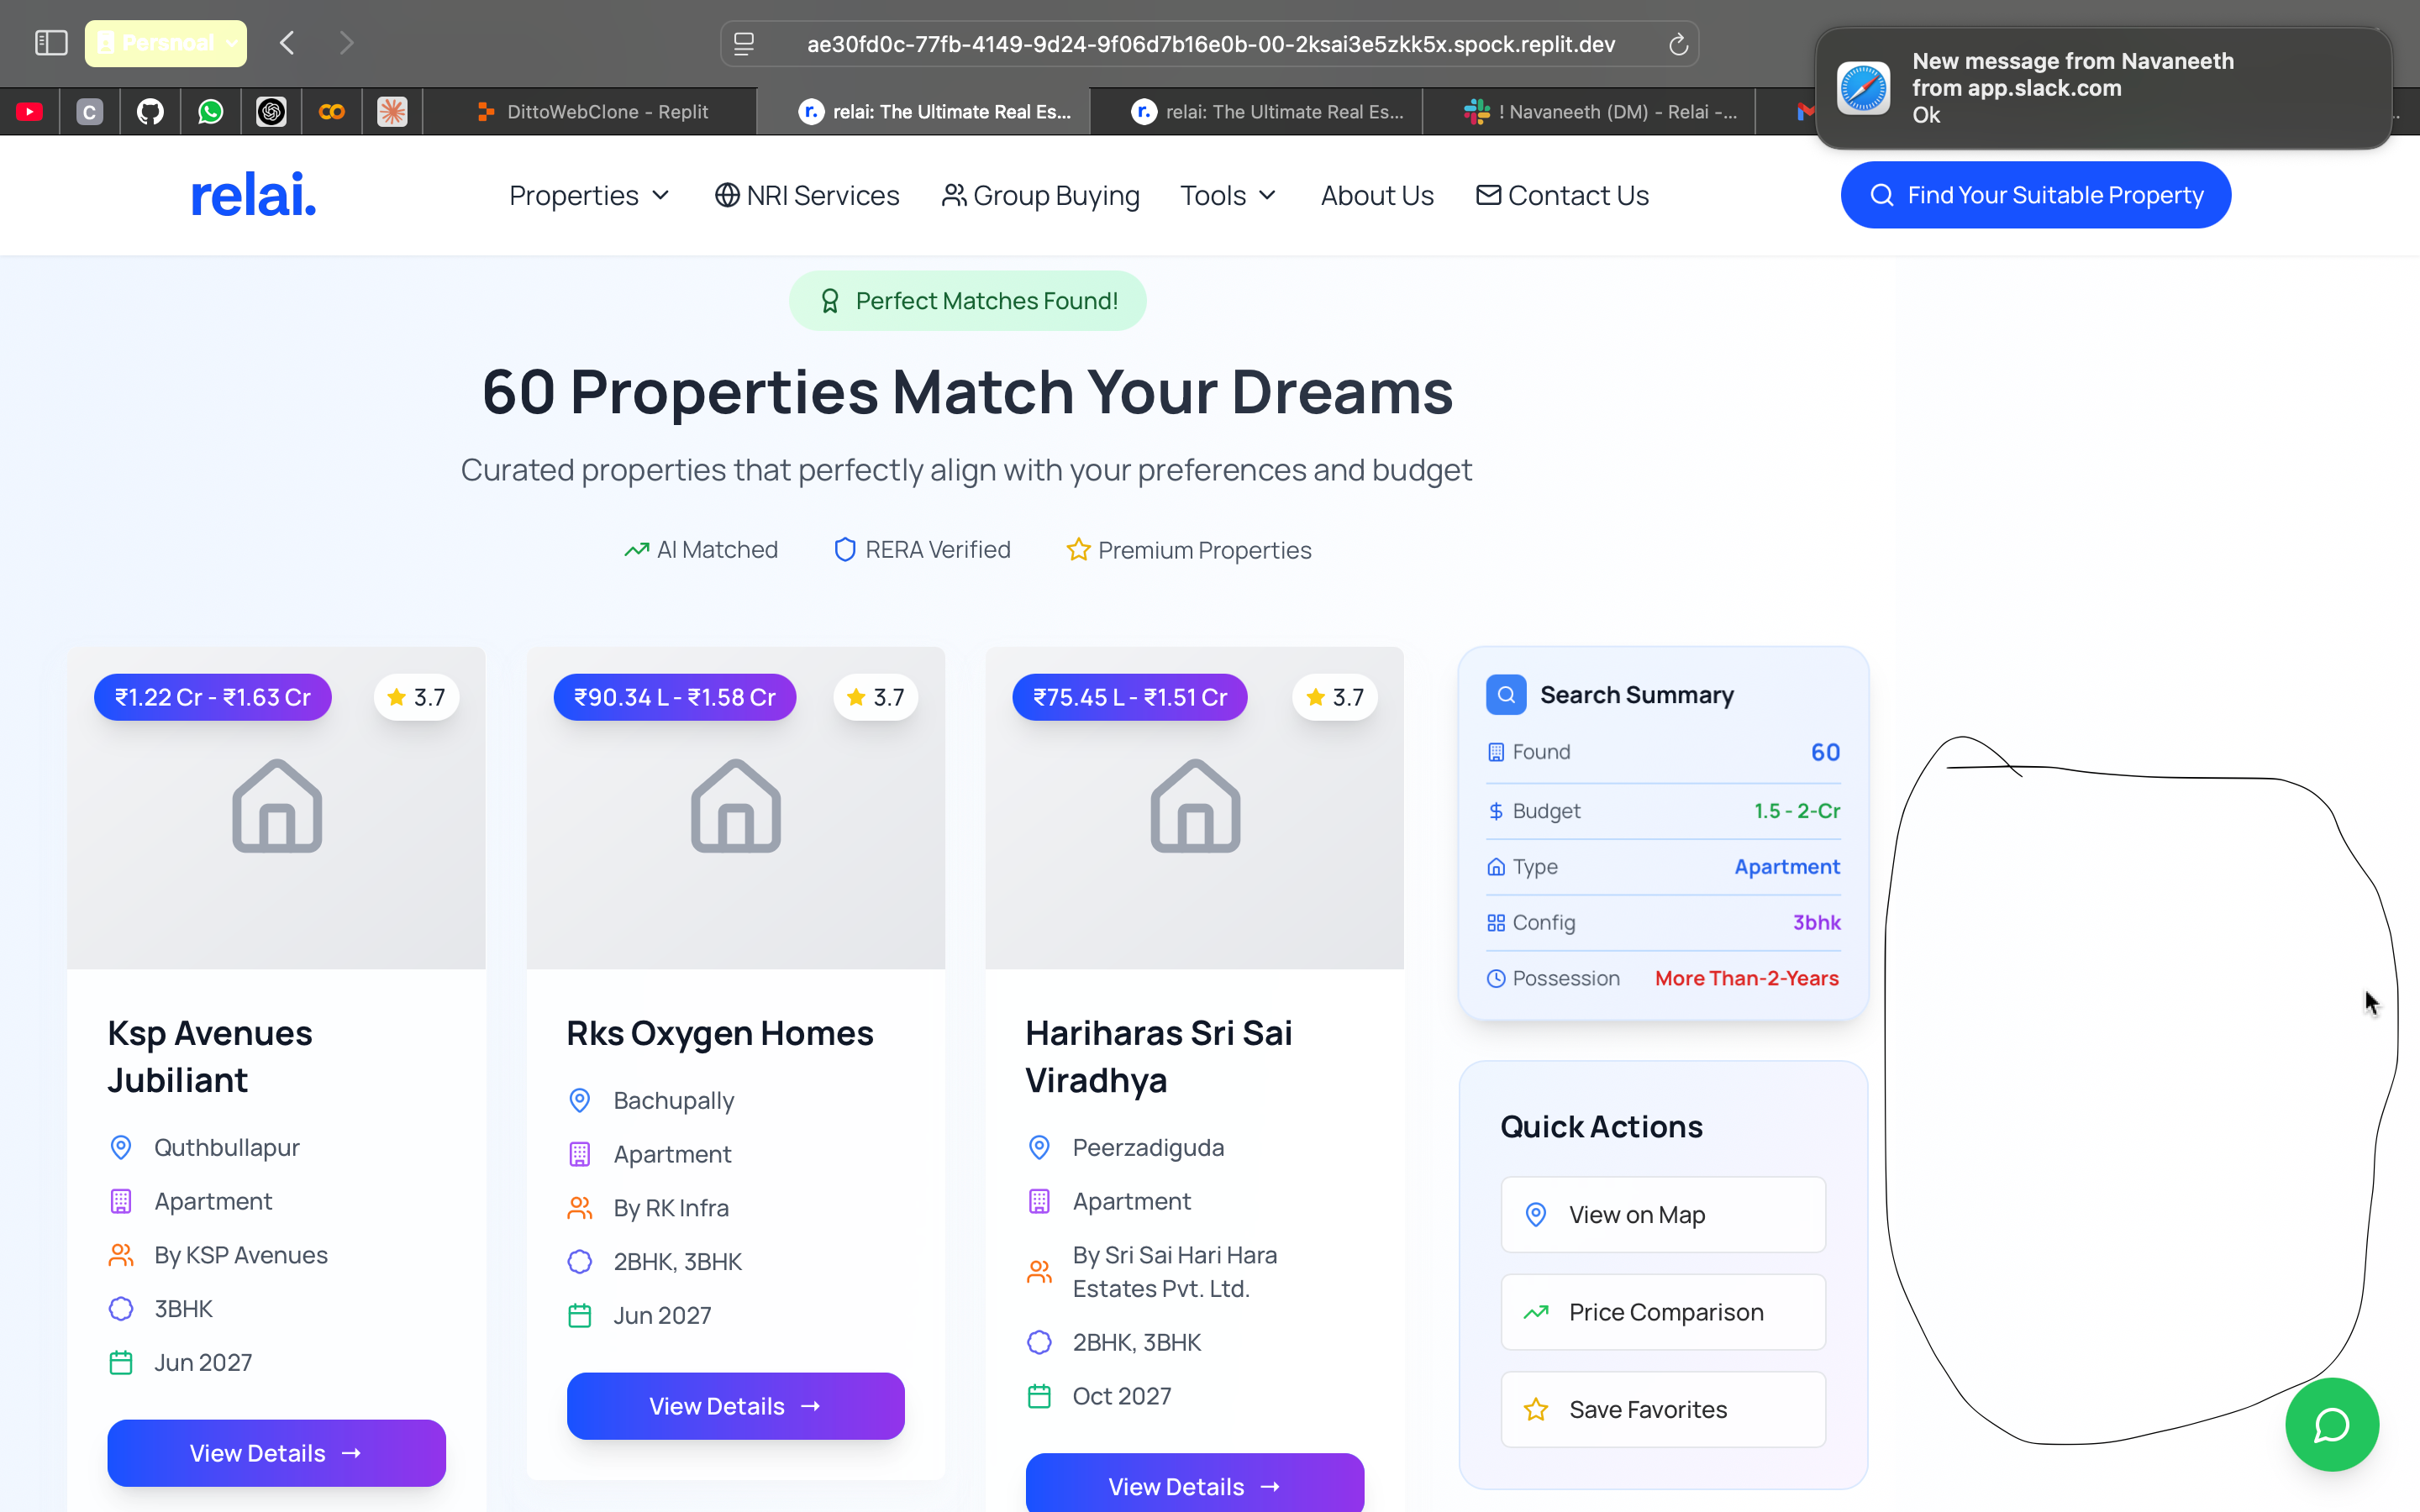 Persnoal
ae30fd0c-77fb-4149-9d24-9f06d7b16e0b-00-2ksai3e5zkk5x.spock.replit.dev
New message from Navaneeth
from app.slack.com
Ok
C
DittoWebClone - Replit
r. relai: The Ultimate Real Es...
r. relai: The Ultimate Real Es...
! Navaneeth (DM) - Relai -...
relai.
Properties
NRI Services
Group Buying
Tools
About Us
Contact Us
Find Your Suitable Property
Perfect Matches Found!
60 Properties Match Your Dreams
Curated properties that perfectly align with your preferences and budget
AI Matched
RERA Verified
Premium Properties
₹1.22 Cr - ₹1.63 Cr
3.7
Ksp Avenues
Jubiliant
Quthbullapur
Apartment
By KSP Avenues
3BHK
Jun 2027
View Details →
₹90.34 L - ₹1.58 Cr
3.7
Rks Oxygen Homes
Bachupally
Apartment
By RK Infra
2BHK, 3BHK
Jun 2027
View Details →
₹75.45 L - ₹1.51 Cr
3.7
Hariharas Sri Sai
Viradhya
Peerzadiguda
Apartment
By Sri Sai Hari Hara
Estates Pvt. Ltd.
2BHK, 3BHK
Oct 2027
View Details →
Search Summary
Found 60
Budget 1.5 - 2-Cr
Type Apartment
Config 3bhk
Possession More Than-2-Years
Quick Actions
View on Map
Price Comparison
Save Favorites